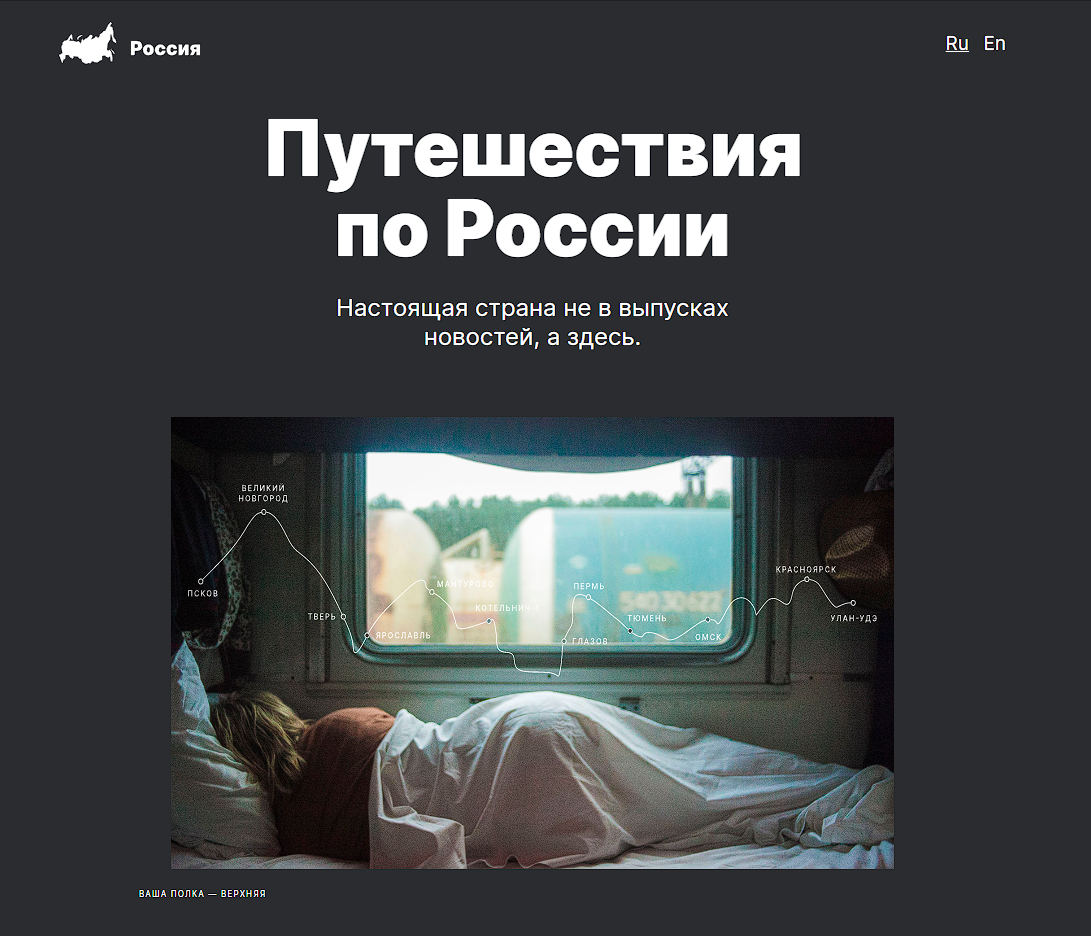 Россия
Ru En
Путешествия
по России
Настоящая страна не в выпусках
новостей, а здесь.
ВЕЛИКИЙ
НОВГОРОД
ПСКОВ
ТВЕРЬ
ЯРОСЛАВЛЬ
МАНТУРОВО
КОТЕЛЬНИЧ
ПЕРМЬ
ГЛАЗОВ
ТЮМЕНЬ
ОМСК
КРАСНОЯРСК
УЛАН-УДЭ
ВАША ПОЛКА — ВЕРХНЯЯ